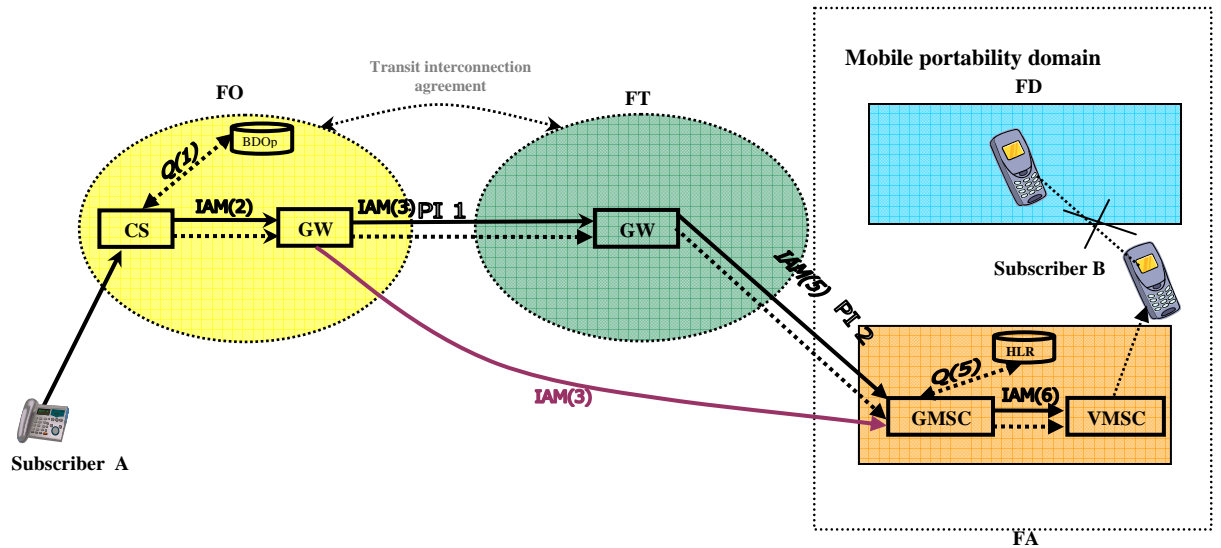 Mobile portability domain
FD
Transit interconnection
agreement
FO
FT
BDOp
Q(1)
IAM(2)
IAM(3)
PI 1
CS
GW
GW
IAM(5) PI 2
Subscriber B
HLR
Q(5)
IAM(6)
IAM(3)
GMSC
VMSC
Subscriber A
FA